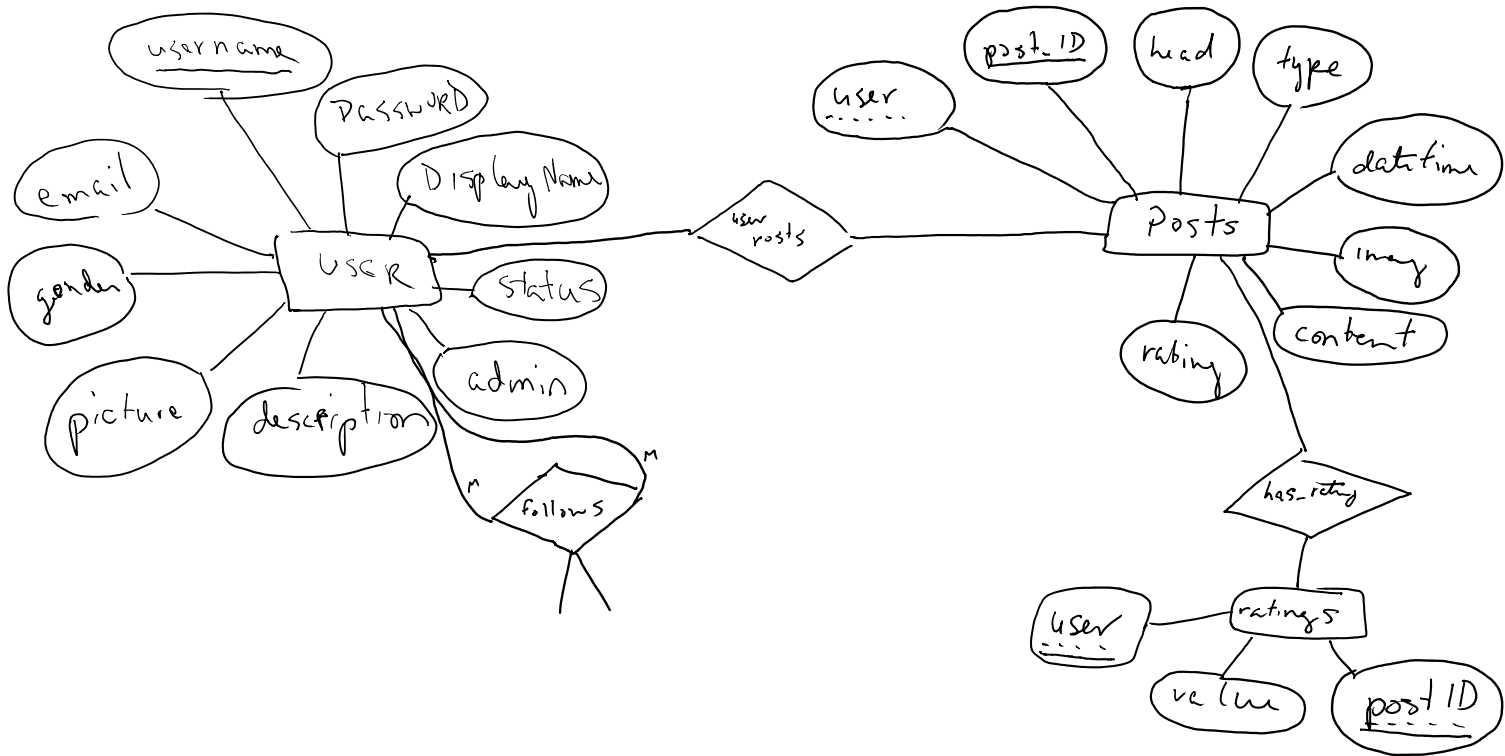 username
PASSWORD
email
Display Name
gender
USER
status
picture
description
admin
M
M
follows
user
posts
user
post_ID
head
type
datetime
Posts
imag
content
rating
has_rating
ratings
user
value
post ID